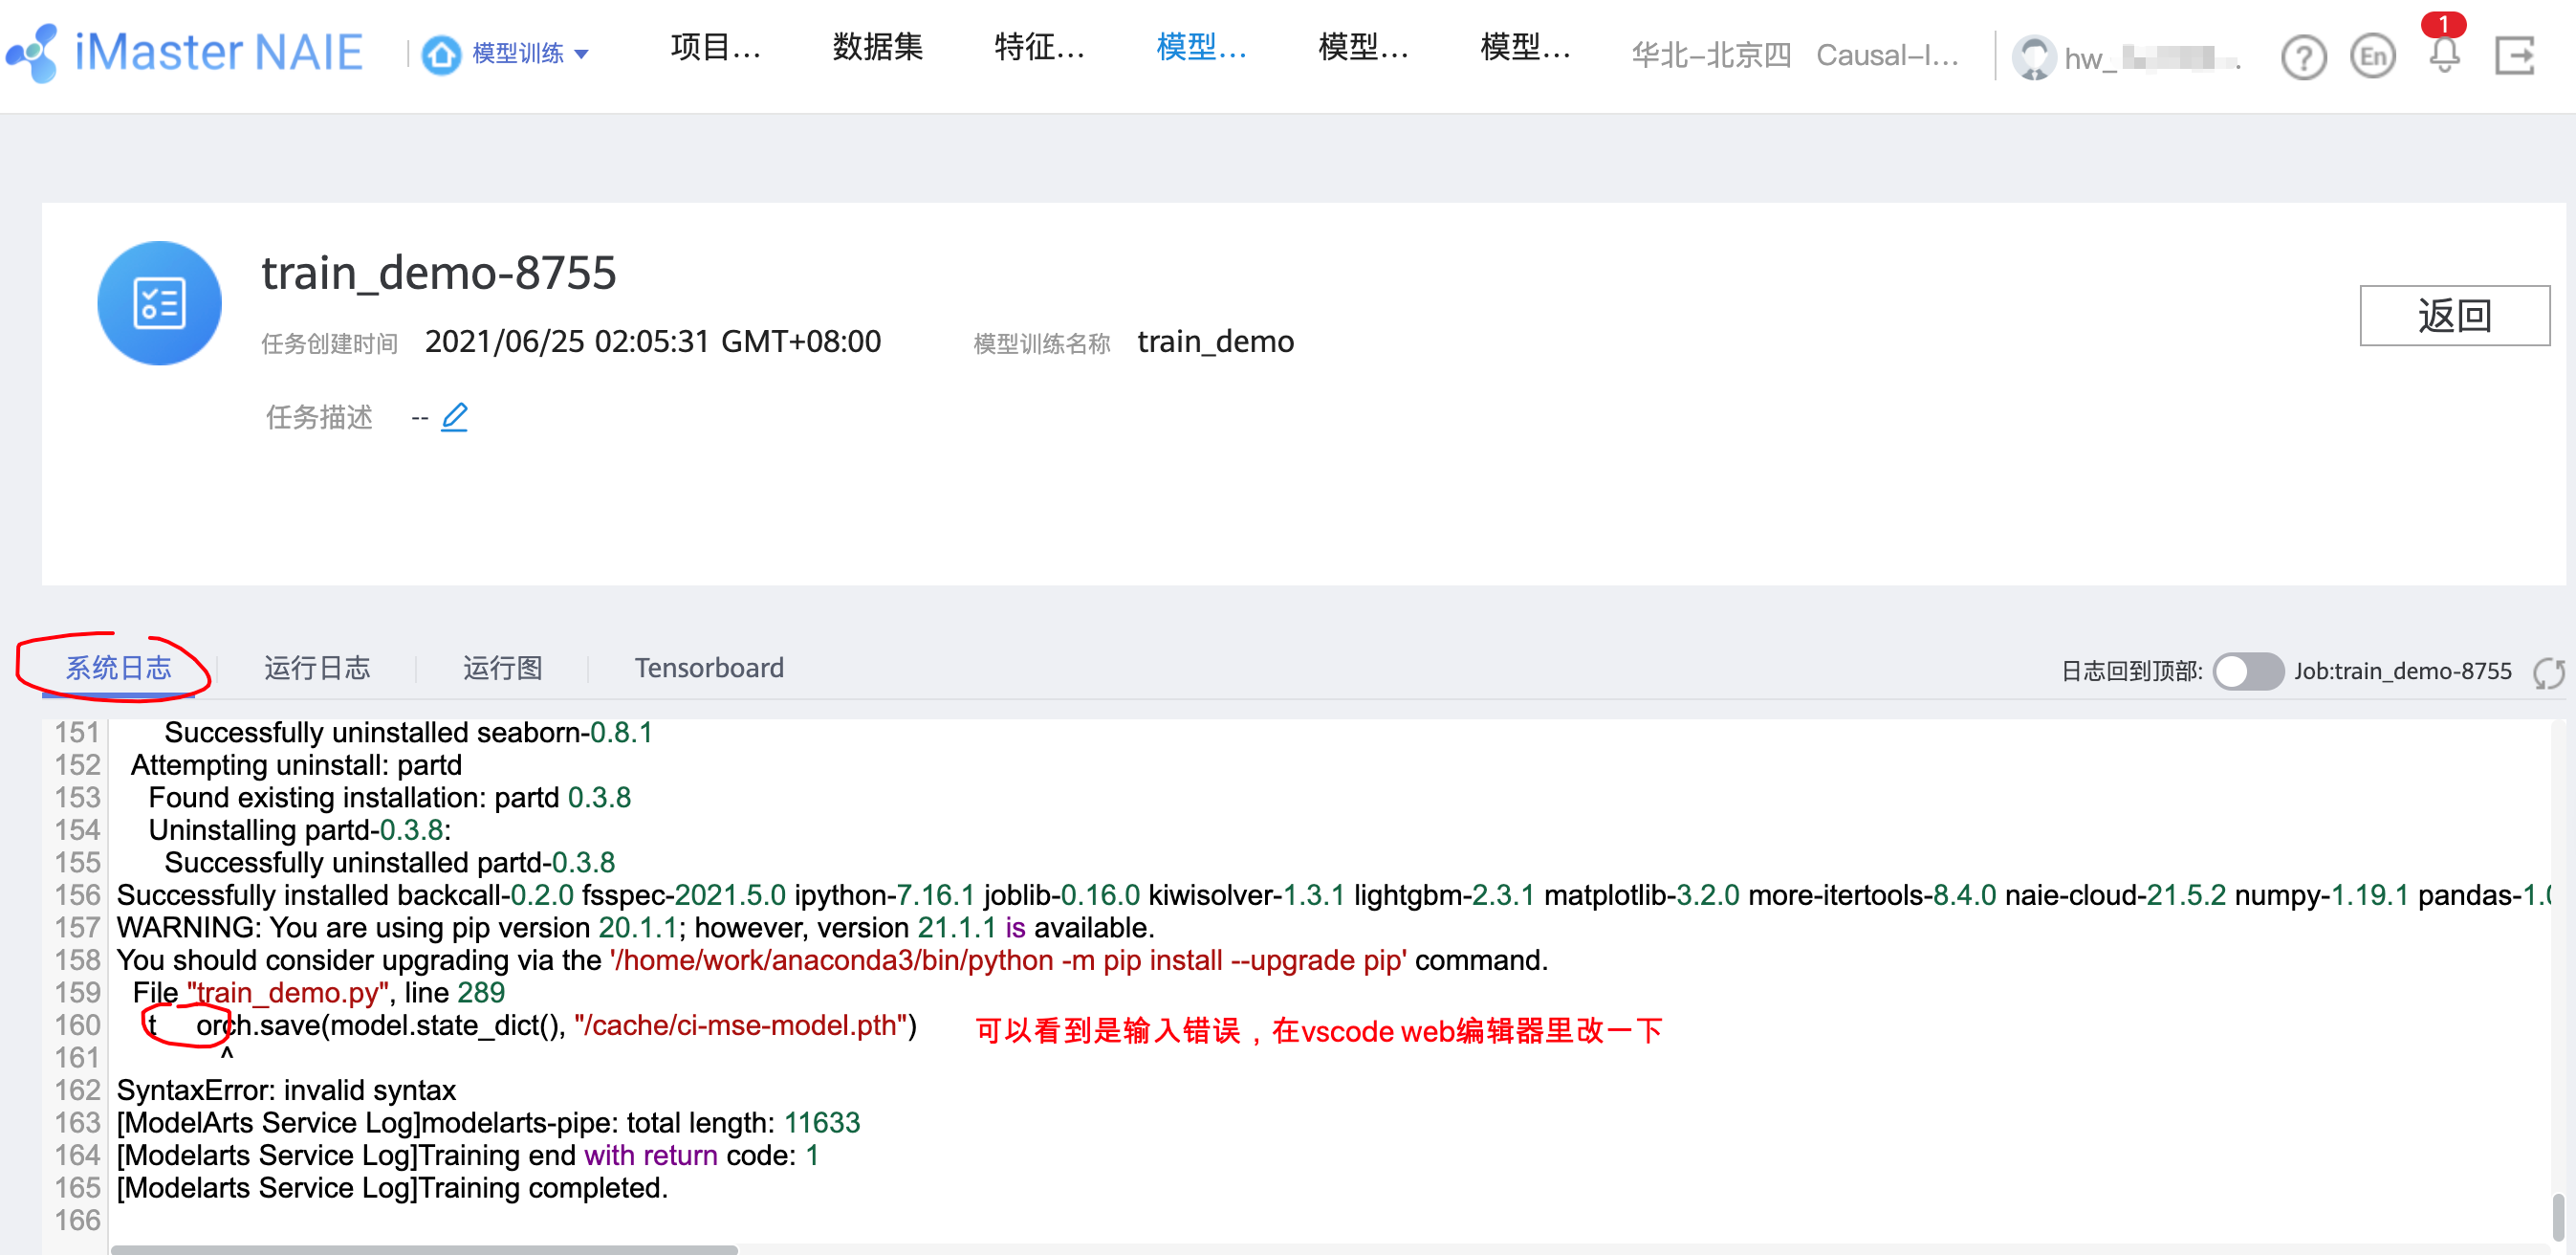 iMaster NAIE
模型训练
项目...
数据集
特征...
模型...
模型...
模型...
华北-北京四
Causal-I...
hw_
?
En
1
train_demo-8755
任务创建时间 2021/06/25 02:05:31 GMT+08:00
模型训练名称 train_demo
返回
任务描述 --
系统日志
运行日志
运行图
Tensorboard
日志回到顶部:
Job:train_demo-8755
151 Successfully uninstalled seaborn-0.8.1
152 Attempting uninstall: partd
153 Found existing installation: partd 0.3.8
154 Uninstalling partd-0.3.8:
155 Successfully uninstalled partd-0.3.8
156 Successfully installed backcall-0.2.0 fsspec-2021.5.0 ipython-7.16.1 joblib-0.16.0 kiwisolver-1.3.1 lightgbm-2.3.1 matplotlib-3.2.0 more-itertools-8.4.0 naie-cloud-21.5.2 numpy-1.19.1 pandas-1.0
157 WARNING: You are using pip version 20.1.1; however, version 21.1.1 is available.
158 You should consider upgrading via the '/home/work/anaconda3/bin/python -m pip install --upgrade pip' command.
159 File "train_demo.py", line 289
160 t orch.save(model.state_dict(), "/cache/ci-mse-model.pth")
可以看到是输入错误，在vscode web编辑器里改一下
161 ^
162 SyntaxError: invalid syntax
163 [ModelArts Service Log]modelarts-pipe: total length: 11633
164 [Modelarts Service Log]Training end with return code: 1
165 [Modelarts Service Log]Training completed.
166